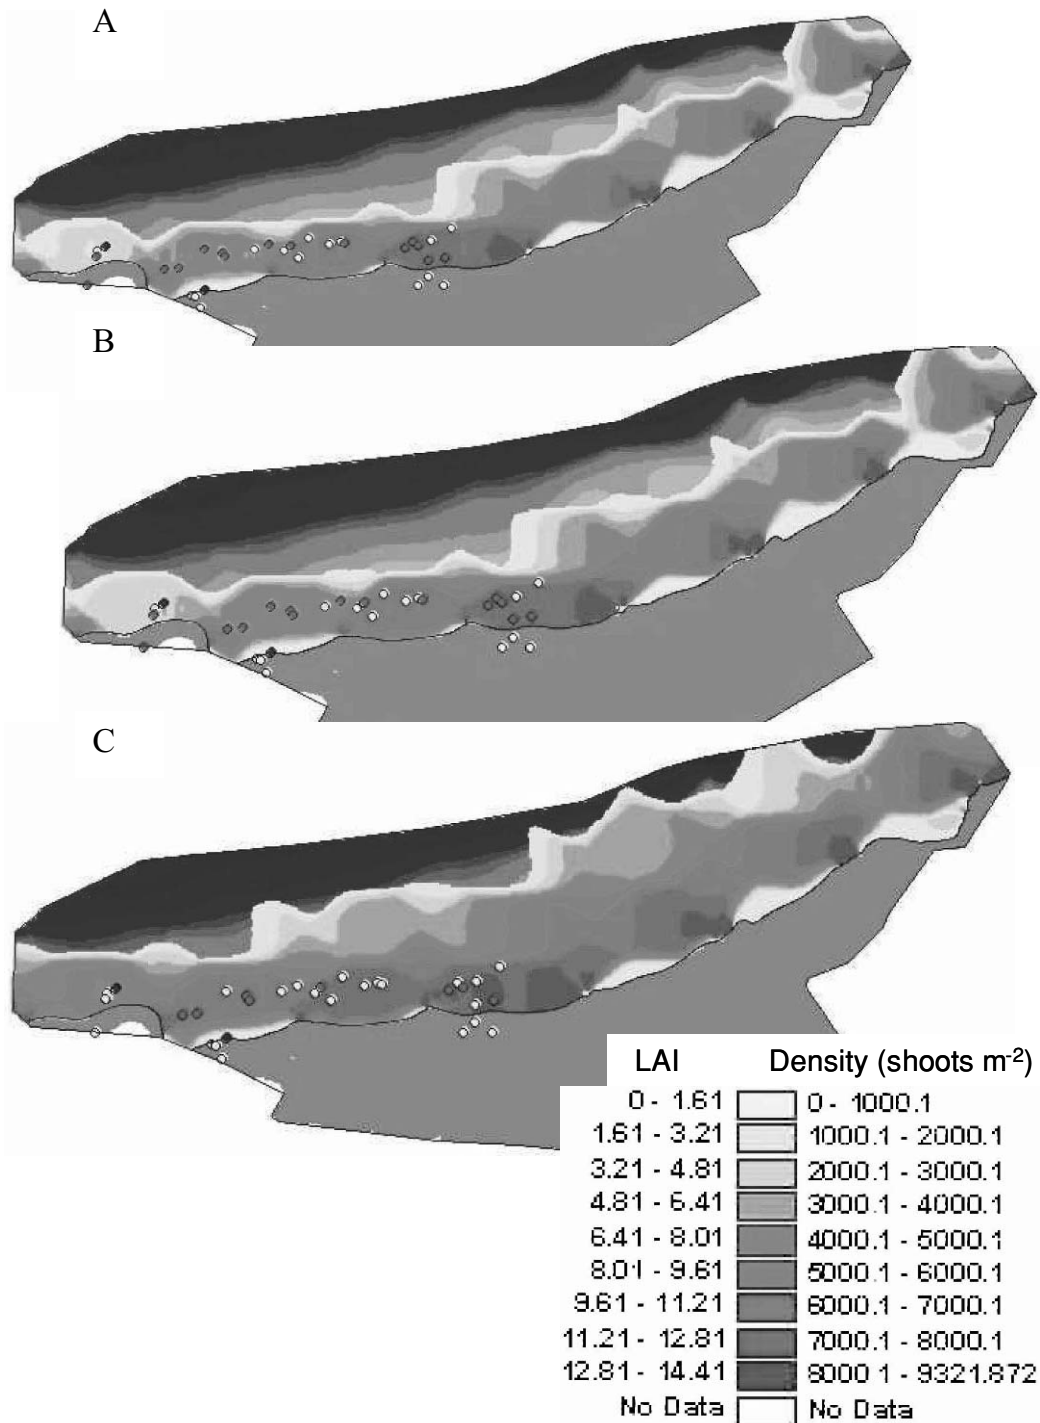 A
B
C
LAI Density (shoots m-2)
0 - 1.61 0 - 1000.1
1.61 - 3.21 1000.1 - 2000.1
3.21 - 4.81 2000.1 - 3000.1
4.81 - 6.41 3000.1 - 4000.1
6.41 - 8.01 4000.1 - 5000.1
8.01 - 9.61 5000.1 - 6000.1
9.61 - 11.21 6000.1 - 7000.1
11.21 - 12.81 7000.1 - 8000.1
12.81 - 14.41 8000.1 - 9321.872
No Data No Data